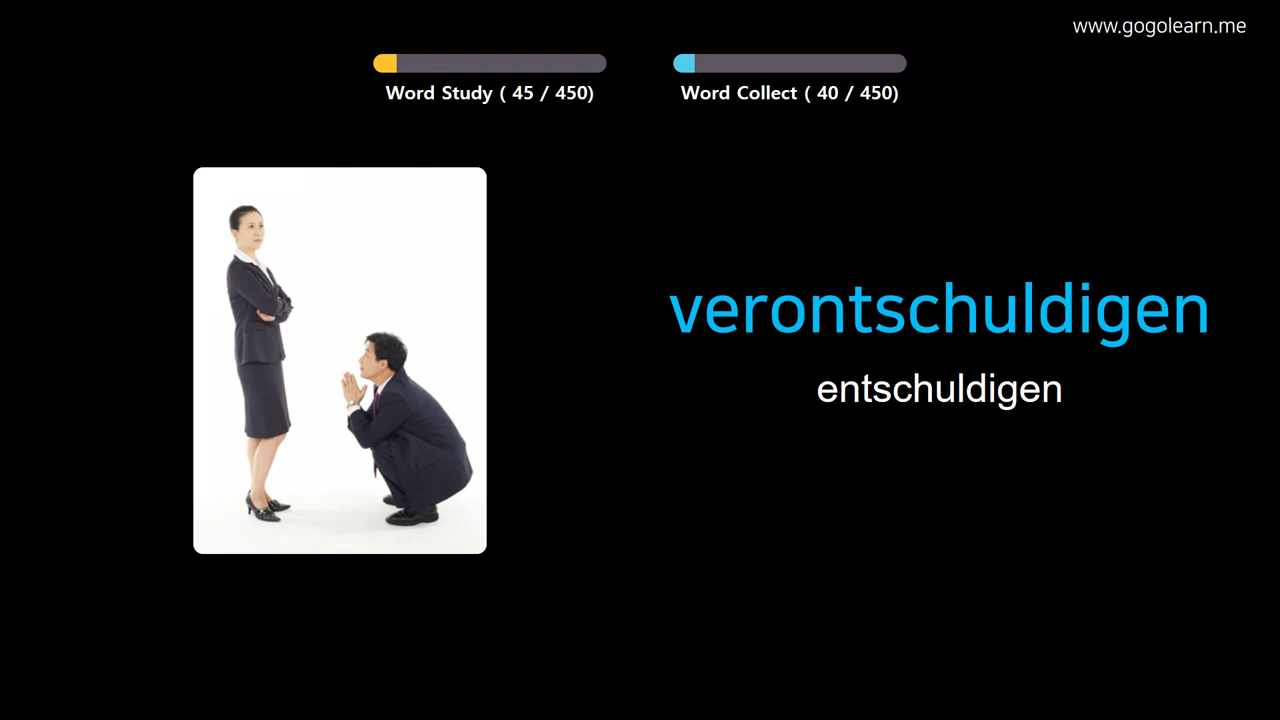 www.gogolearn.me
Word Study ( 45 / 450)
Word Collect ( 40 / 450)
verontschuldigen
entschuldigen